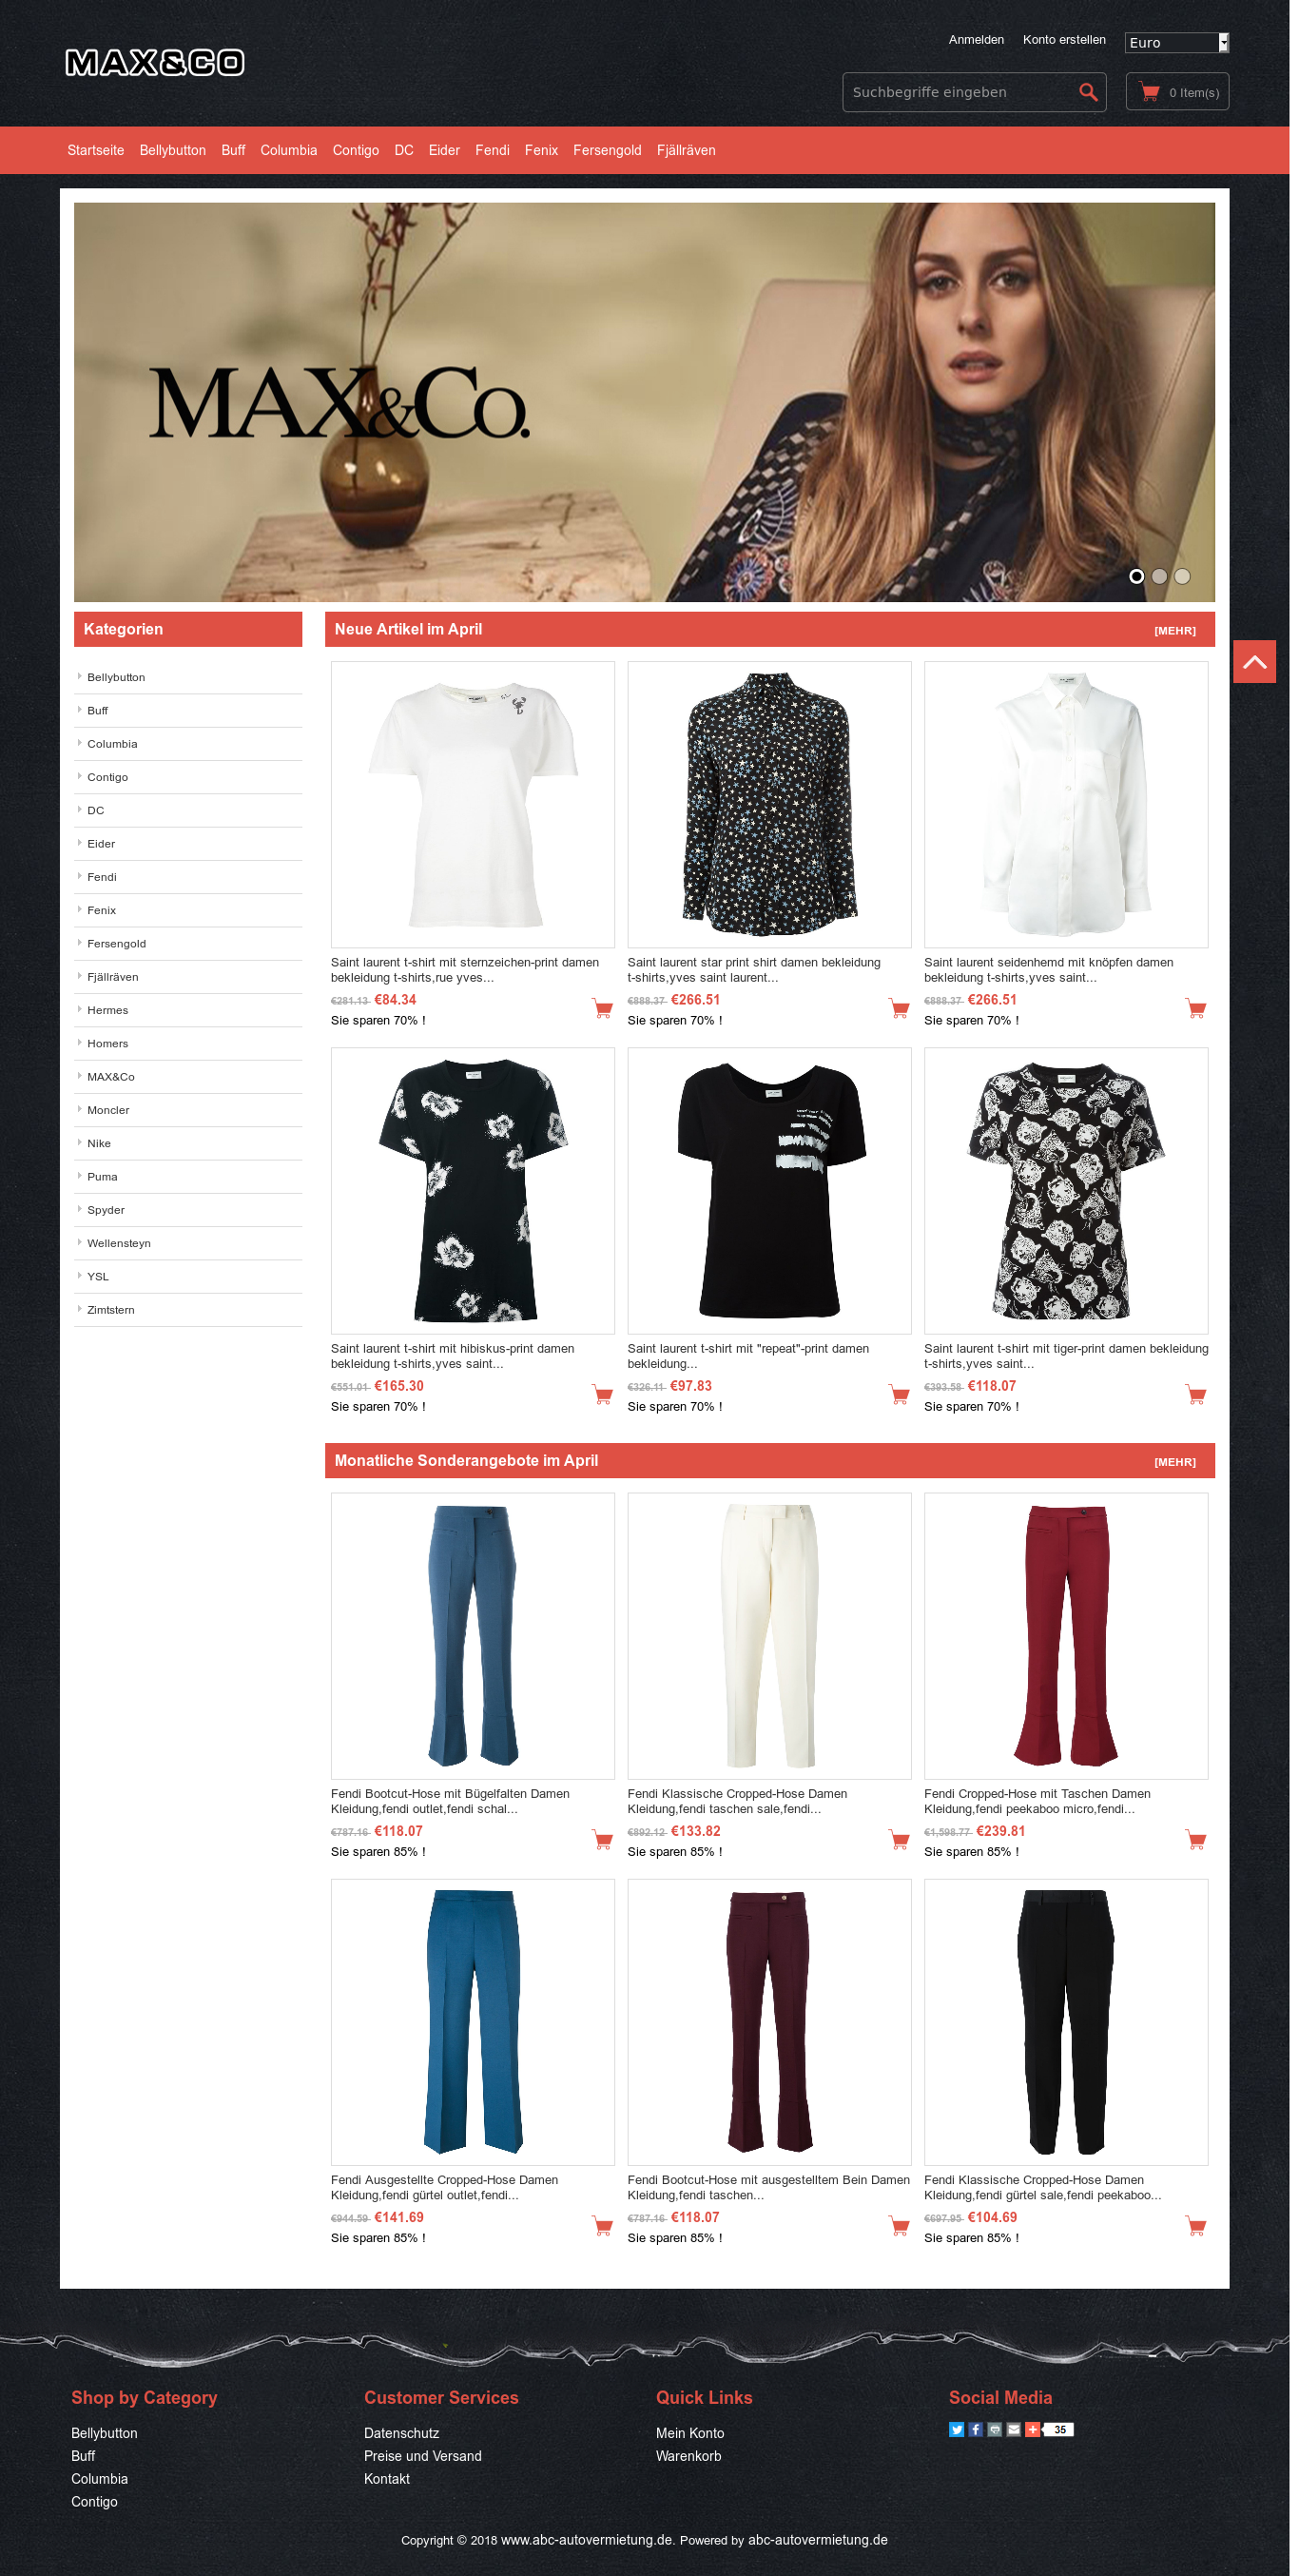 MAX&CO
Anmelden Konto erstellen Euro
Suchbegriffe eingeben
0 Item(s)
Startseite Bellybutton Buff Columbia Contigo DC Eider Fendi Fenix Fersengold Fjällräven
MAX&Co.
Kategorien
Bellybutton
Buff
Columbia
Contigo
DC
Eider
Fendi
Fenix
Fersengold
Fjällräven
Hermes
Homers
MAX&Co
Moncler
Nike
Puma
Spyder
Wellensteyn
YSL
Zimtstern
Neue Artikel im April [MEHR]
Saint laurent t-shirt mit sternzeichen-print damen
bekleidung t-shirts,rue yves...
€281.13 €84.34
Sie sparen 70% !
Saint laurent star print shirt damen bekleidung
t-shirts,yves saint laurent...
€888.37 €266.51
Sie sparen 70% !
Saint laurent seidenhemd mit knöpfen damen
bekleidung t-shirts,yves saint...
€888.37 €266.51
Sie sparen 70% !
Saint laurent t-shirt mit hibiskus-print damen
bekleidung t-shirts,yves saint...
€551.01 €165.30
Sie sparen 70% !
Saint laurent t-shirt mit "repeat"-print damen
bekleidung...
€326.11 €97.83
Sie sparen 70% !
Saint laurent t-shirt mit tiger-print damen bekleidung
t-shirts,yves saint...
€393.58 €118.07
Sie sparen 70% !
Monatliche Sonderangebote im April [MEHR]
Fendi Bootcut-Hose mit Bügelfalten Damen
Kleidung,fendi outlet,fendi schal...
€787.16 €118.07
Sie sparen 85% !
Fendi Klassische Cropped-Hose Damen
Kleidung,fendi taschen sale,fendi...
€892.12 €133.82
Sie sparen 85% !
Fendi Cropped-Hose mit Taschen Damen
Kleidung,fendi peekaboo micro,fendi...
€1,598.77 €239.81
Sie sparen 85% !
Fendi Ausgestellte Cropped-Hose Damen
Kleidung,fendi gürtel outlet,fendi...
€944.59 €141.69
Sie sparen 85% !
Fendi Bootcut-Hose mit ausgestelltem Bein Damen
Kleidung,fendi taschen...
€787.16 €118.07
Sie sparen 85% !
Fendi Klassische Cropped-Hose Damen
Kleidung,fendi gürtel sale,fendi peekaboo...
€697.95 €104.69
Sie sparen 85% !
Shop by Category
Bellybutton
Buff
Columbia
Contigo
Customer Services
Datenschutz
Preise und Versand
Kontakt
Quick Links
Mein Konto
Warenkorb
Social Media
35
Copyright © 2018 www.abc-autovermietung.de. Powered by abc-autovermietung.de